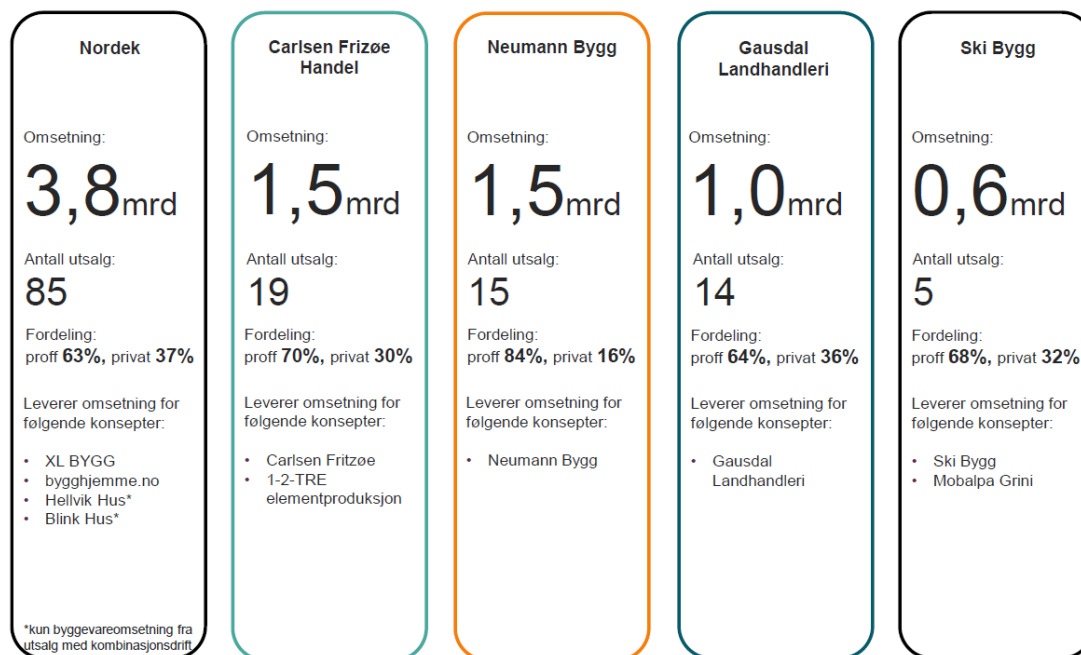 Nordek
Omsetning:
3,8mrd
Antall utsalg:
85
Fordeling:
proff 63%, privat 37%
Leverer omsetning for
følgende konsepter:
• XL BYGG
• bygghjemme.no
• Hellvik Hus*
• Blink Hus*
*kun byggevareomsetning fra
utsalg med kombinasjonsdrift
Carlsen Frizøe
Handel
Omsetning:
1,5mrd
Antall utsalg:
19
Fordeling:
proff 70%, privat 30%
Leverer omsetning for
følgende konsepter:
• Carlsen Fritzøe
• 1-2-TRE
elementproduksjon
Neumann Bygg
Omsetning:
1,5mrd
Antall utsalg:
15
Fordeling:
proff 84%, privat 16%
Leverer omsetning for
følgende konsepter:
• Neumann Bygg
Gausdal
Landhandleri
Omsetning:
1,0mrd
Antall utsalg:
14
Fordeling:
proff 64%, privat 36%
Leverer omsetning for
følgende konsepter:
• Gausdal
Landhandleri
Ski Bygg
Omsetning:
0,6mrd
Antall utsalg:
5
Fordeling:
proff 68%, privat 32%
Leverer omsetning for
følgende konsepter:
• Ski Bygg
• Mobalpa Grini